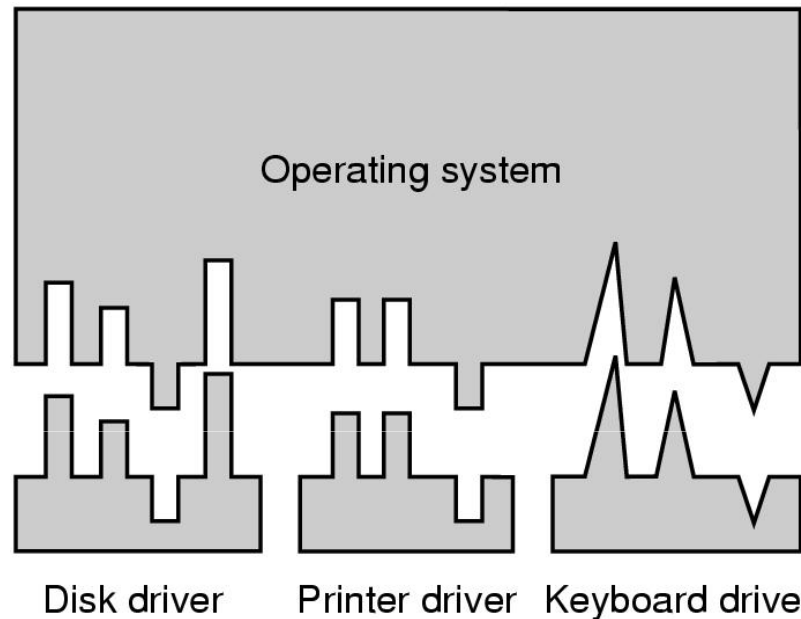 Operating system
Disk driver
Printer driver
Keyboard drive